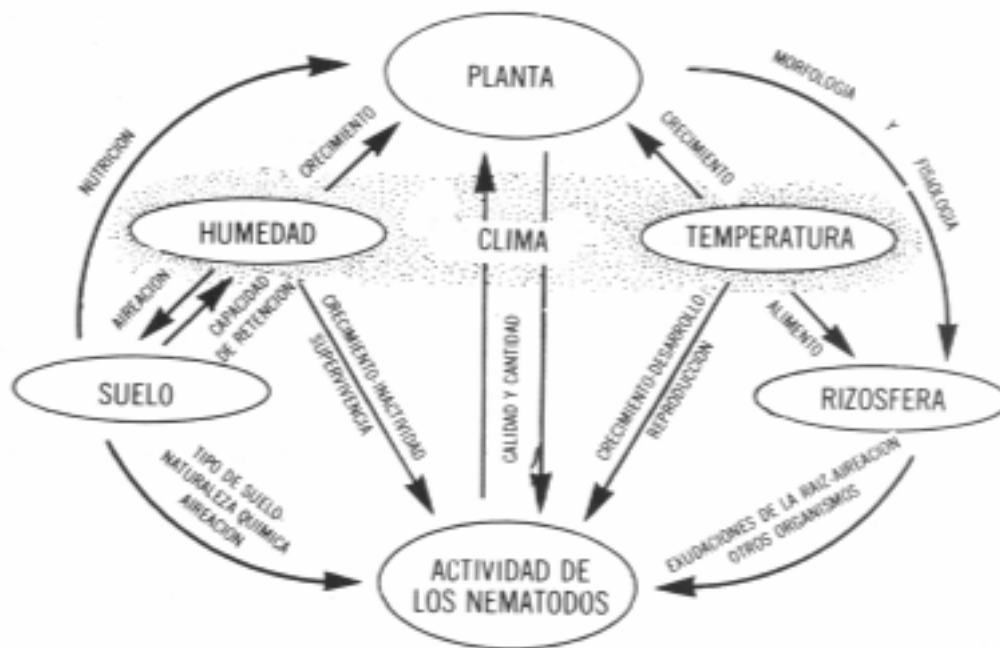 PLANTA
MORFOLOGIA
Y
FISIOLOGIA
NUTRICION
CRECIMIENTO
CRECIMIENTO
HUMEDAD
CLIMA
TEMPERATURA
AIREACION
CAPACIDAD
DE RETENCION
CRECIMIENTO-INACTIVIDAD
SUPERVIVENCIA
CALIDAD Y CANTIDAD
CRECIMIENTO-DESARROLLO
REPRODUCCION
ALIMENTO
SUELO
RIZOSFERA
TIPO DE SUELO-
NATURALEZA QUIMICA
AIREACION
EXUDACIONES DE LA RAIZ-AIREACION
OTROS ORGANISMOS
ACTIVIDAD DE
LOS NEMATODOS